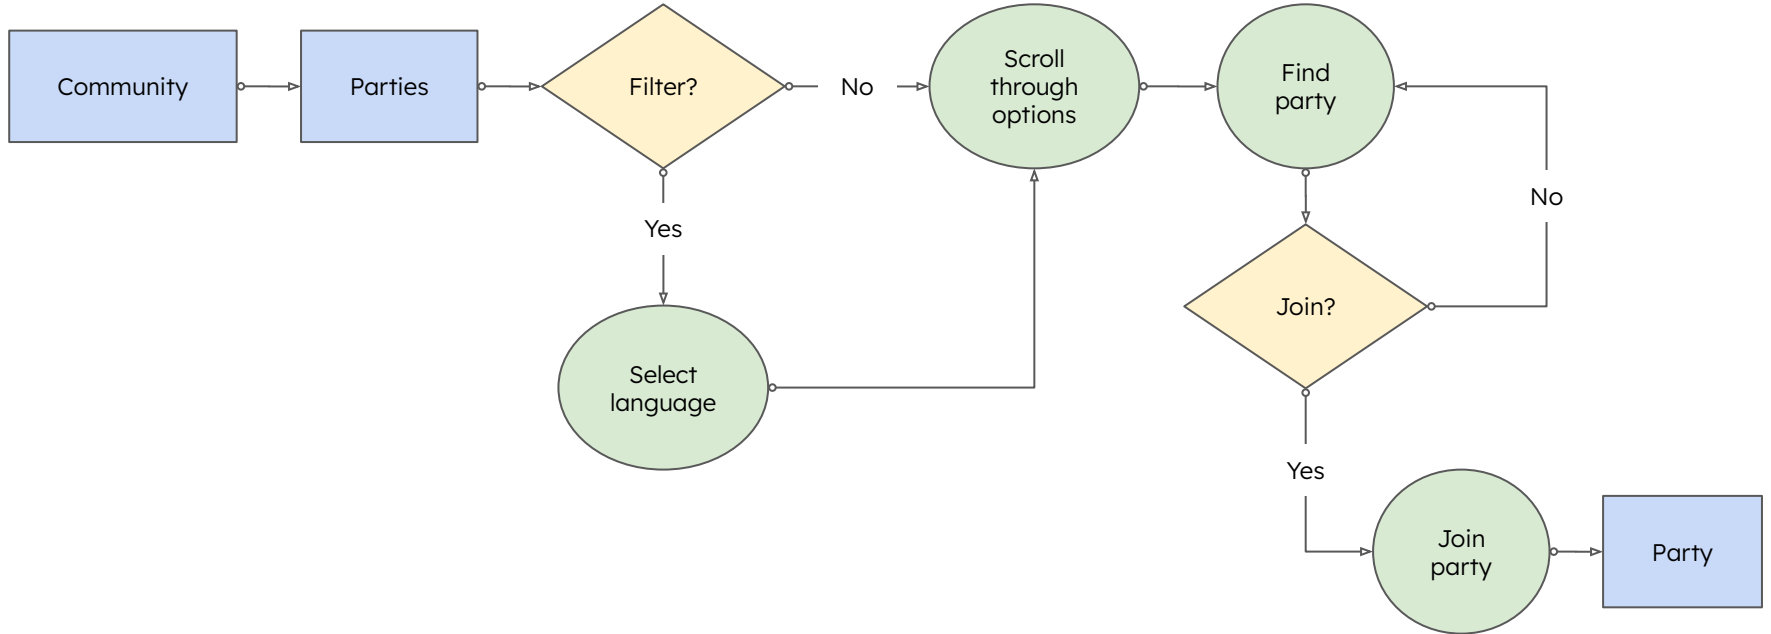 Community
Parties
Filter?
No
Scroll
through
options
Find
party
No
Yes
Join?
Select
language
Yes
Join
party
Party